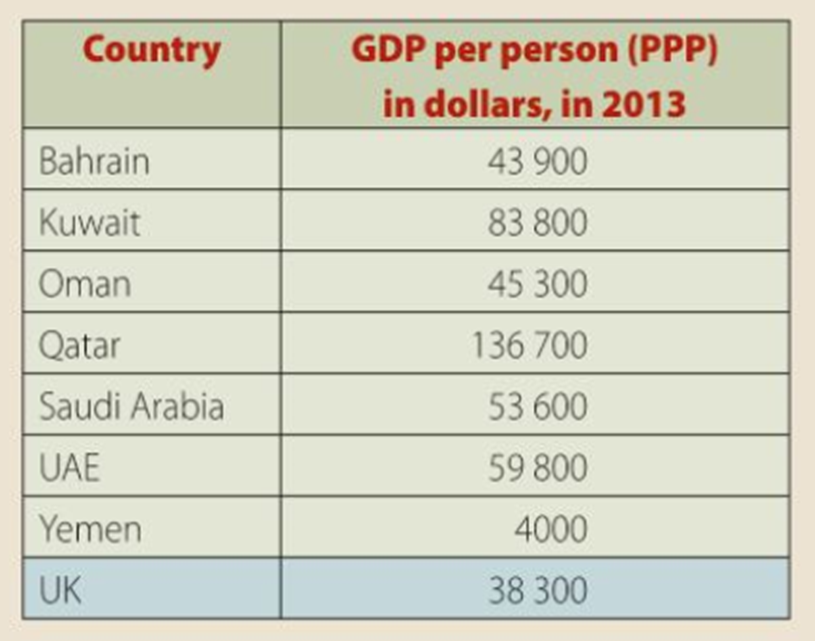 Country GDP per person (PPP)
in dollars, in 2013
Bahrain 43 900
Kuwait 83 800
Oman 45 300
Qatar 136 700
Saudi Arabia 53 600
UAE 59 800
Yemen 4000
UK 38 300